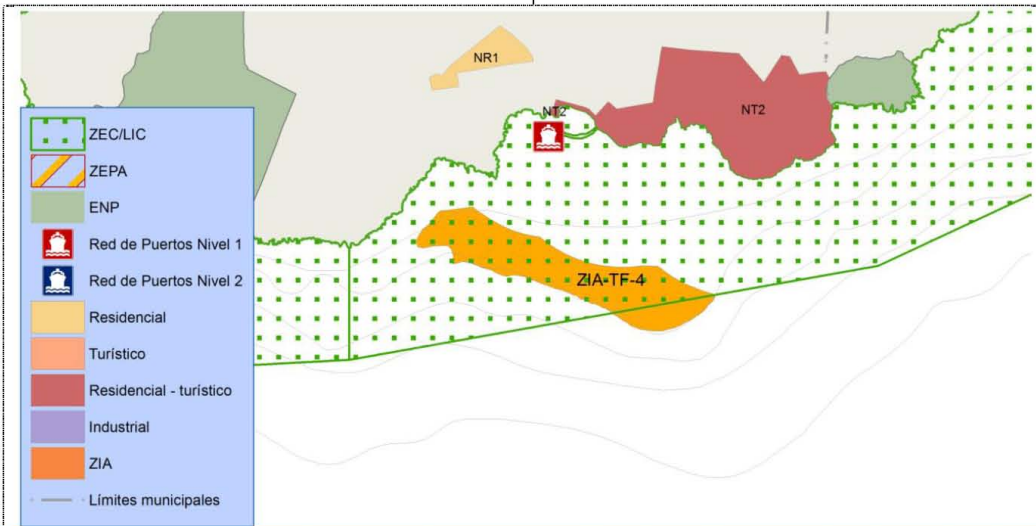 NR1
NT2
NT2
ZIA-TF-4
ZEC/LIC
ZEPA
ENP
Red de Puertos Nivel 1
Red de Puertos Nivel 2
Residencial
Turístico
Residencial - turístico
Industrial
ZIA
Límites municipales